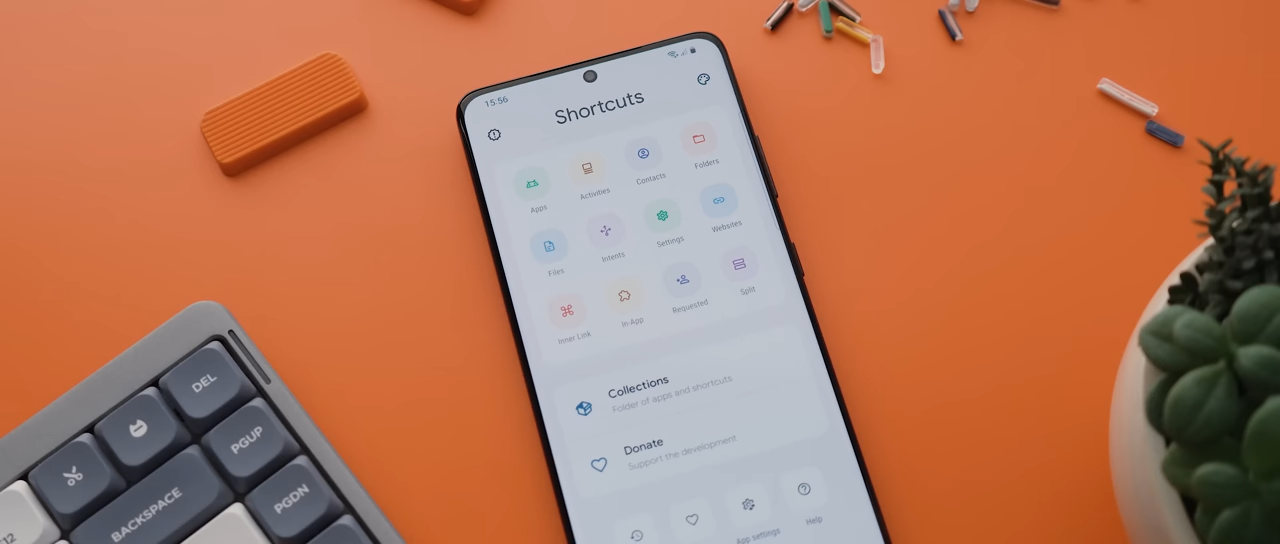 15:56
Shortcuts
Apps
Activities
Contacts
Folders
Files
Intents
Settings
Websites
Inner Link
In-App
Requested
Split
Collections
Folder of apps and shortcuts
Donate
Support the development
App settings
Help
DEL
PGUP
BACKSPACE
PGDN
12